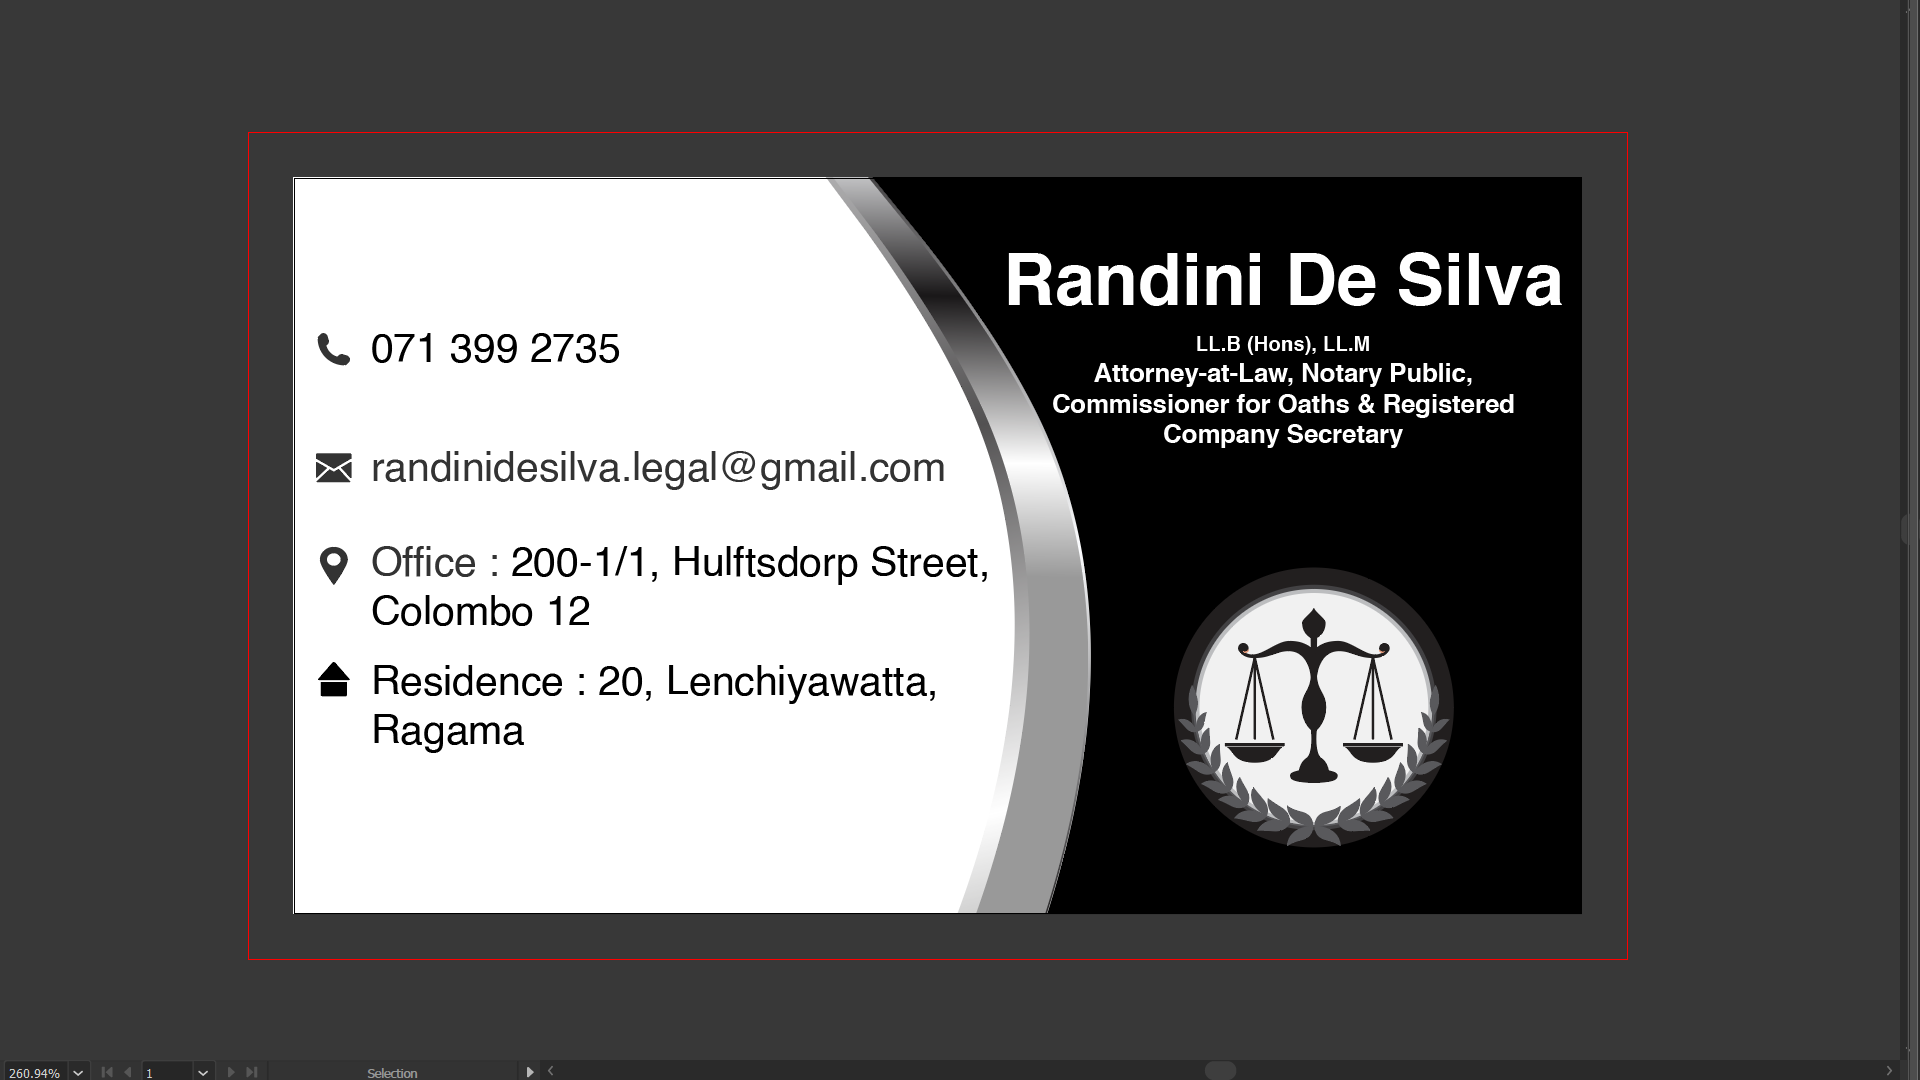 Randini De Silva
LL.B (Hons), LL.M
Attorney-at-Law, Notary Public,
Commissioner for Oaths & Registered
Company Secretary
071 399 2735
randinidesilva.legal@gmail.com
Office : 200-1/1, Hulftsdorp Street,
Colombo 12
Residence : 20, Lenchiyawatta,
Ragama
260.94%
1
Selection